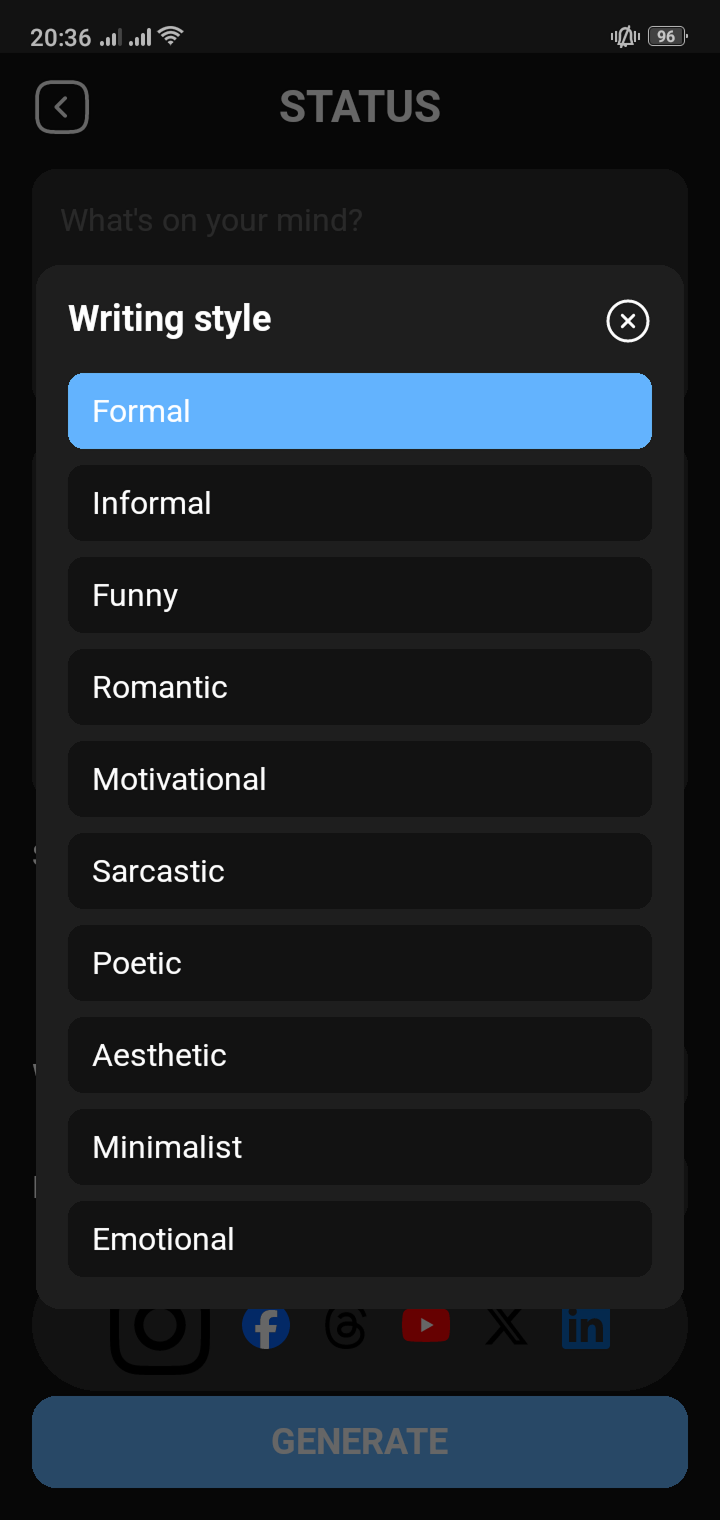 20:36
96
STATUS
What's on your mind?
Writing style
Formal
Informal
Funny
Romantic
Motivational
Sarcastic
Poetic
Aesthetic
Minimalist
Emotional
GENERATE